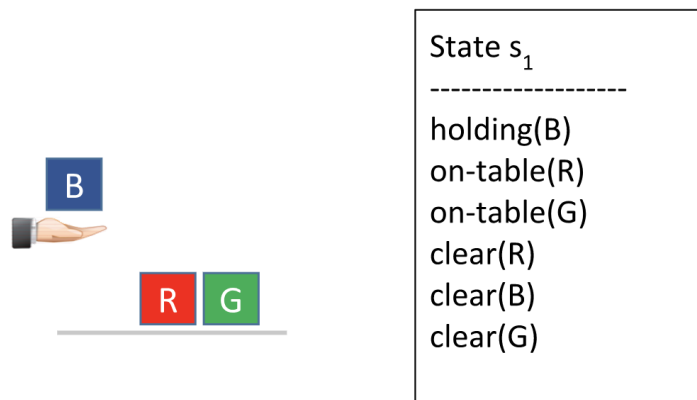 B
R G
State s₁
-------------------
holding(B)
on-table(R)
on-table(G)
clear(R)
clear(B)
clear(G)